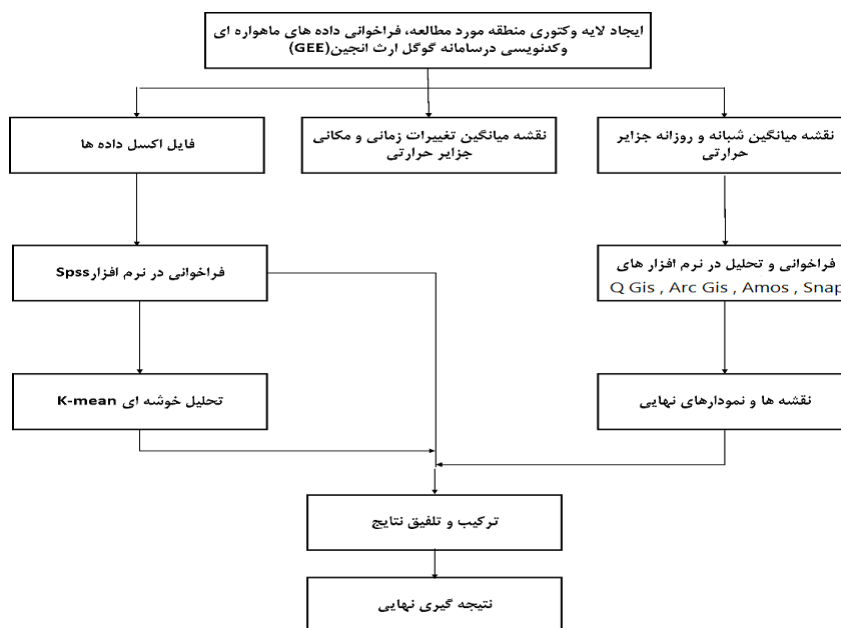 ایجاد لایه وکتوری منطقه مورد مطالعه، فراخوانی داده های ماهواره ای
وکدنویسی درسامانه گوگل ارث انجین(GEE)
نقشه میانگین شبانه و روزانه جزایر
حرارتی
نقشه میانگین تغییرات زمانی و مکانی
جزایر حرارتی
فایل اکسل داده ها
فراخوانی و تحلیل در نرم افزار های
Q Gis , Arc Gis , Amos , Snap
فراخوانی در نرم افزارSpss
نقشه ها و نمودارهای نهایی
تحلیل خوشه ای K-mean
ترکیب و تلفیق نتایج
نتیجه گیری نهایی